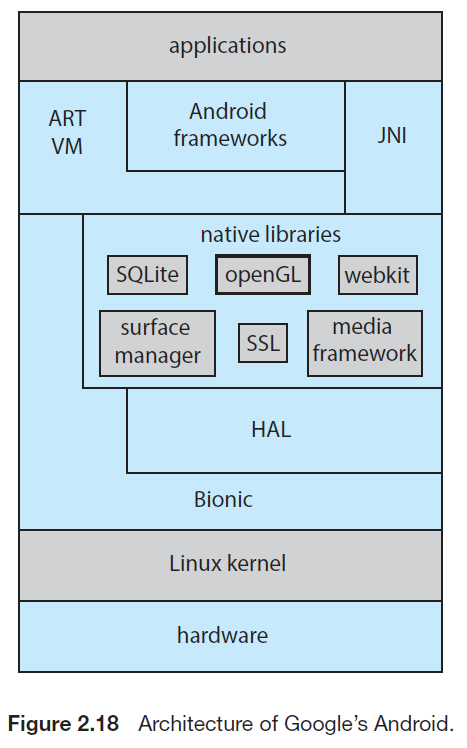 applications
ART
VM
Android
frameworks
JNI
native libraries
SQLite
openGL
webkit
surface
manager
SSL
media
framework
HAL
Bionic
Linux kernel
hardware
Figure 2.18 Architecture of Google’s Android.